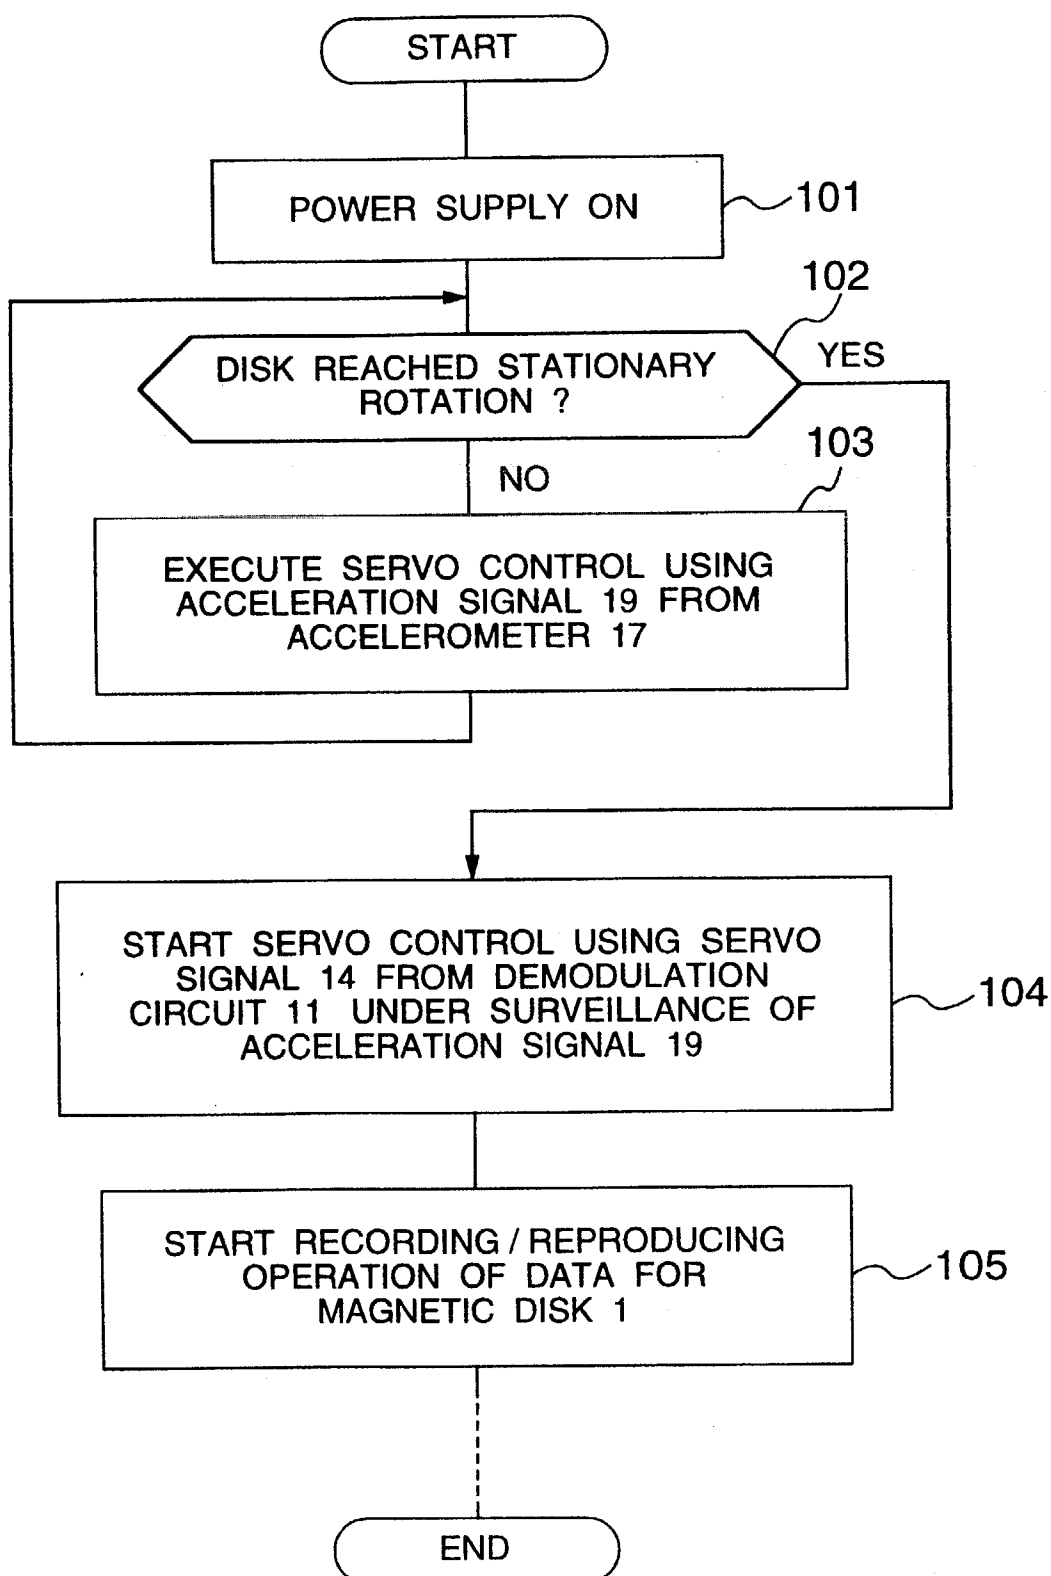 START
POWER SUPPLY ON
101
102
DISK REACHED STATIONARY
ROTATION ?
YES
NO
103
EXECUTE SERVO CONTROL USING
ACCELERATION SIGNAL 19 FROM
ACCELEROMETER 17
START SERVO CONTROL USING SERVO
SIGNAL 14 FROM DEMODULATION
CIRCUIT 11 UNDER SURVEILLANCE OF
ACCELERATION SIGNAL 19
104
START RECORDING / REPRODUCING
OPERATION OF DATA FOR
MAGNETIC DISK 1
105
END